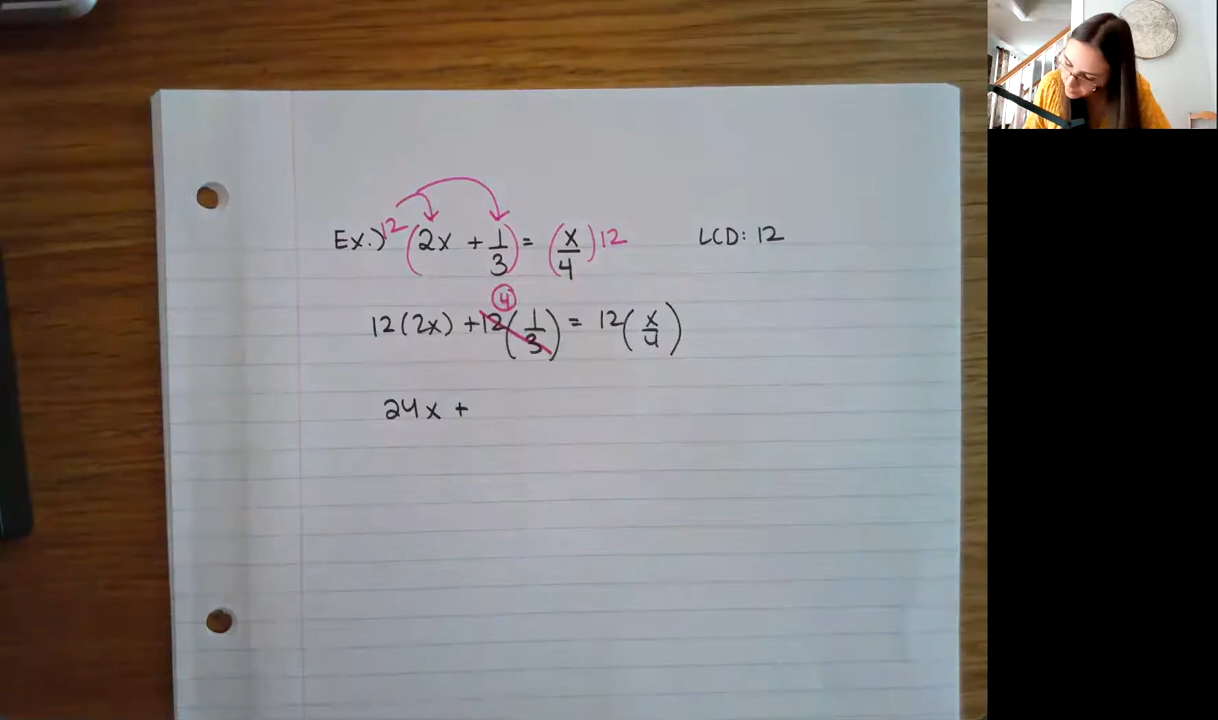 Ex.) 12 (2x + 1/3) = (x/4) 12 LCD: 12
4
12(2x) + 12(1/3) = 12(x/4)
24x +